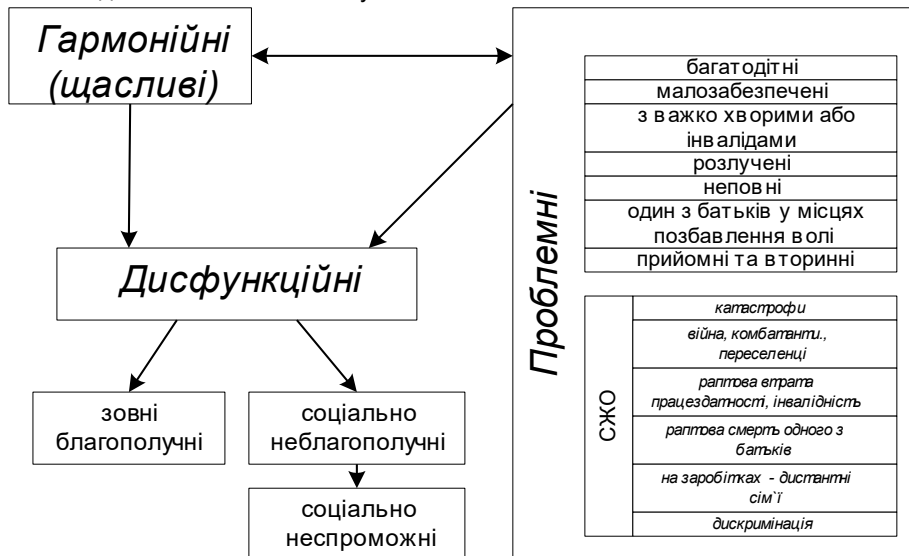 Гармонійні
(щасливі)
Дисфункційні
зовні
благополучні
соціально
неблагополучні
соціально
неспроможні
Проблемні
багатодітні
малозабезпечені
з важко хворими або
інвалідами
розлучені
неповні
один з батьків у місцях
позбавлення волі
прийомні та вторинні
СЖО
катастрофи
війна, комбатанти.,
переселенці
раптова втрата
працездатності, інвалідність
раптова смерть одного з
батьків
на заробітках - дистантні
сім`ї
дискримінація